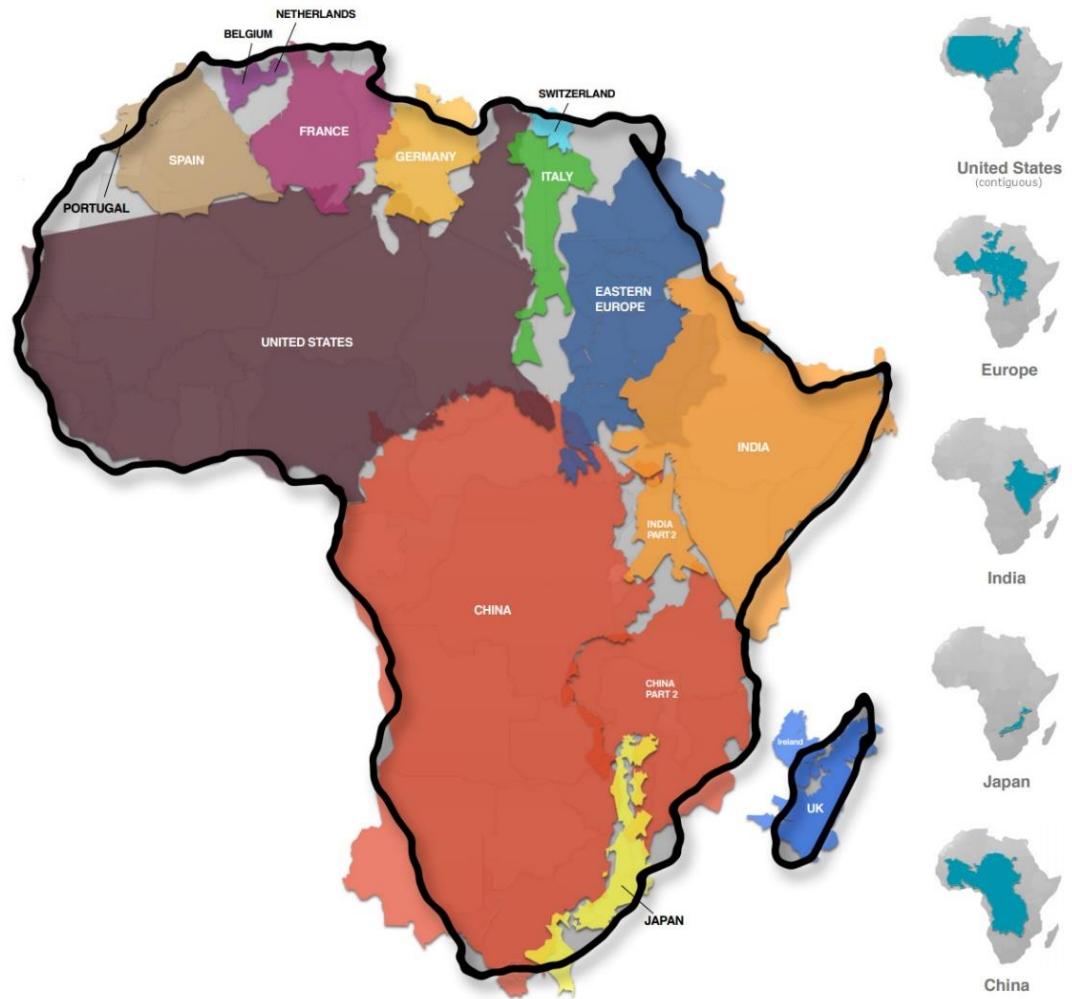 NETHERLANDS
BELGIUM
SWITZERLAND
FRANCE
GERMANY
SPAIN
ITALY
PORTUGAL
EASTERN
EUROPE
UNITED STATES
INDIA
INDIA
PART 2
CHINA
CHINA
PART 2
Ireland
UK
JAPAN
United States
(contiguous)
Europe
India
Japan
China